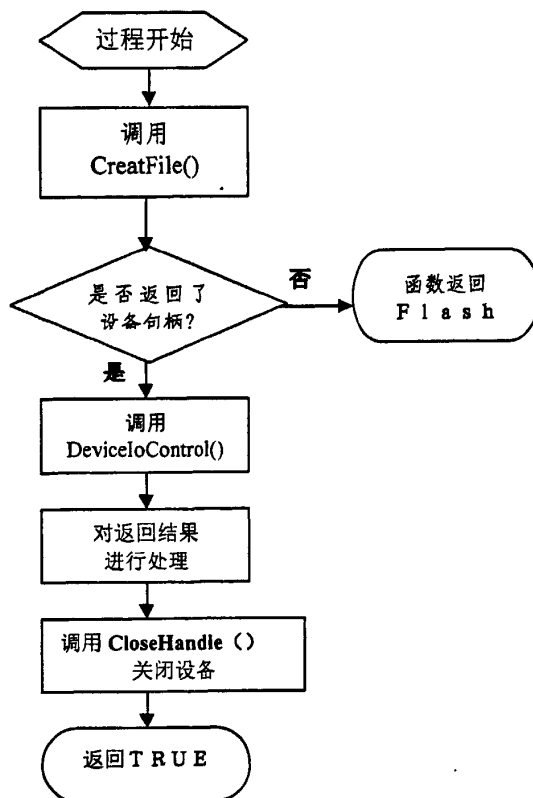 过程开始
调用
CreatFile()
是否返回了
设备句柄?
否
函数返回
Flash
是
调用
DeviceIoControl()
对返回结果
进行处理
调用 CloseHandie（）
关闭设备
返回TRUE